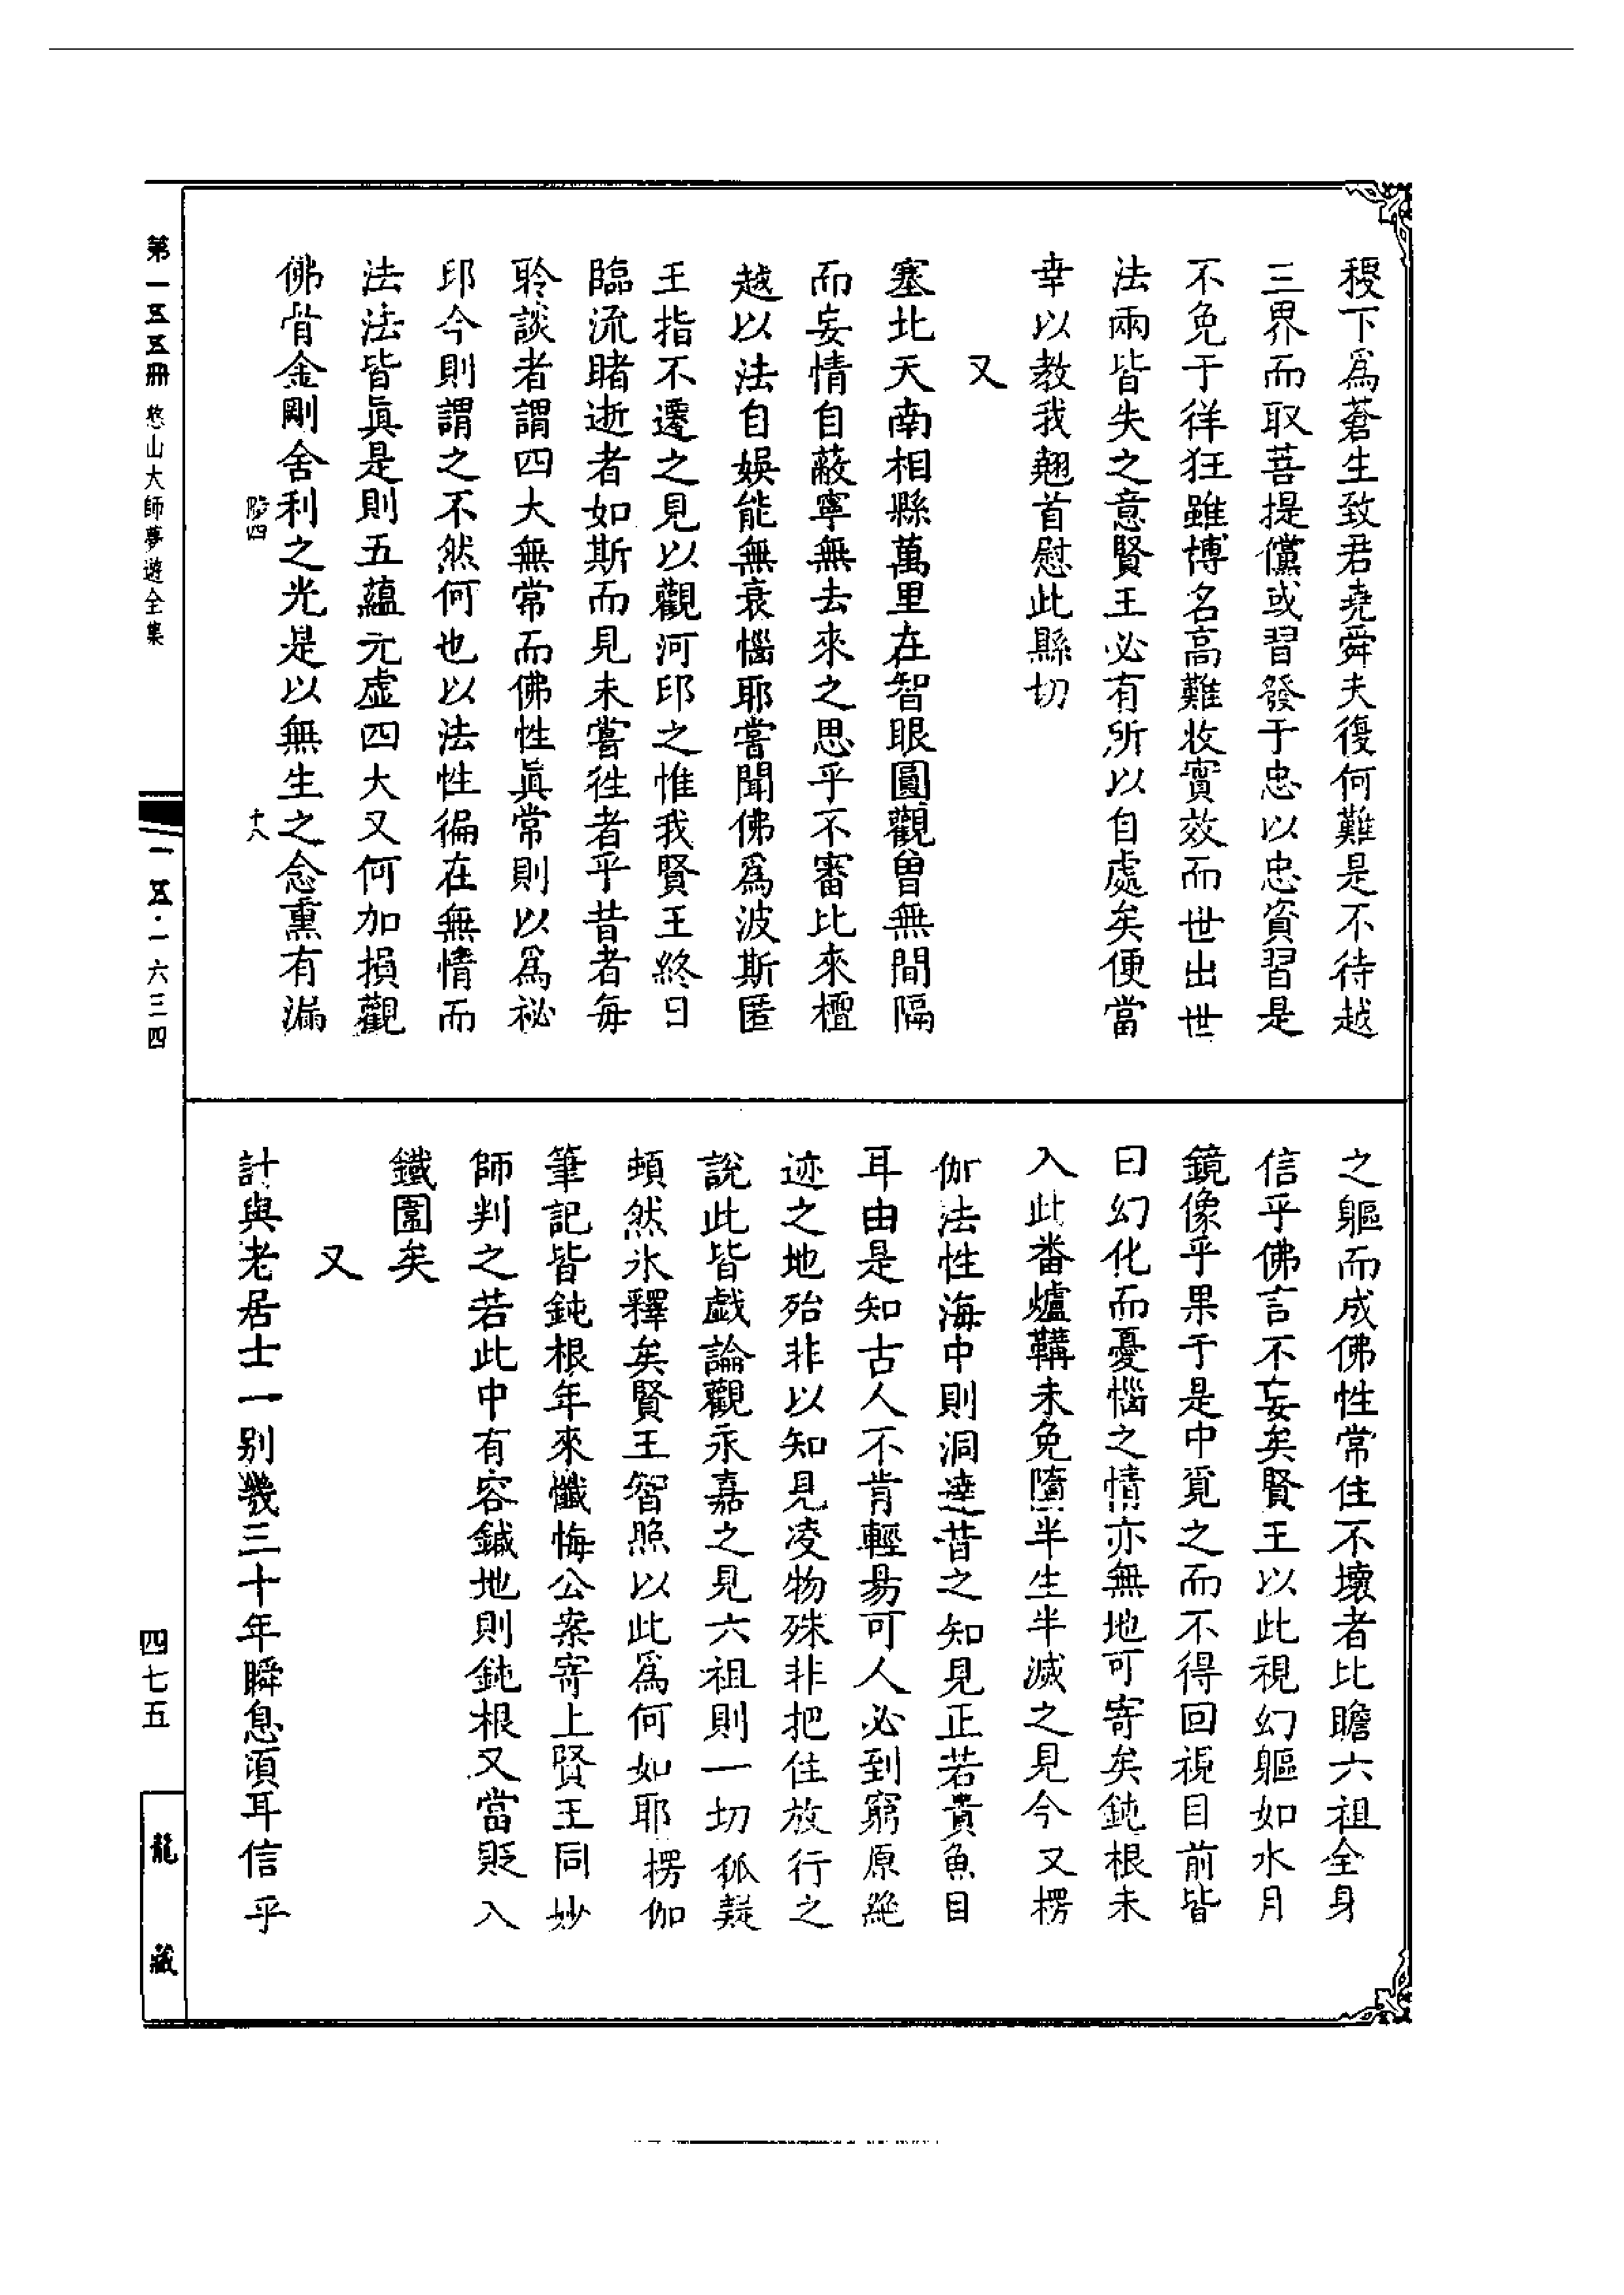 稷下爲蒼生致君堯舜夫復何難是不待越
三界而取菩提儻或習發于忠以忠資習是
不免于徉狂雖博名高難收實效而世出世
法兩皆失之意賢王必有所以自處矣便當
幸以教我翹首慰此縣切
又
塞北天南相縣萬里在智眼圓觀曾無間隔
而妄情自蔽寧無去來之思乎不審比來檀
越以法自娛能無衰惱耶嘗聞佛爲波斯匿
王指不遷之見以觀河印之惟我賢王終日
臨流睹逝者如斯而見未嘗往者乎昔者每
聆談者謂四大無常而佛性眞常則以爲祕
印今則謂之不然何也以法性徧在無情而
法法皆眞是則五蘊元虛四大又何加損觀
佛骨金剛舍利之光是以無生之念熏有漏
階四 十八
之軀而成佛性常住不壞者比瞻六祖全身
信乎佛言不妄矣賢王以此視幻軀如水月
鏡像乎果于是中覓之而不得回視目前皆
曰幻化而憂惱之情亦無地可寄矣鈍根未
入此番爐鞴未免墮半生半滅之見今又楞
伽法性海中則洞達昔之知見正若貴魚目
耳由是知古人不肯輕易可人必到窮原絶
迹之地殆非以知見凌物殊非把住放行之
說此皆戲論觀永嘉之見六祖則一切狐疑
頓然氷釋矣賢王智照以此爲何如耶楞伽
筆記皆鈍根年來懺悔公案寄上賢王同妙
師判之若此中有容鍼地則鈍根又當貶入
鐵圍矣
又
計與老居士一别幾三十年瞬息湏耳信乎
第一五五冊 憨山大師夢遊全集
一五五·一六三四
四七五
龍藏